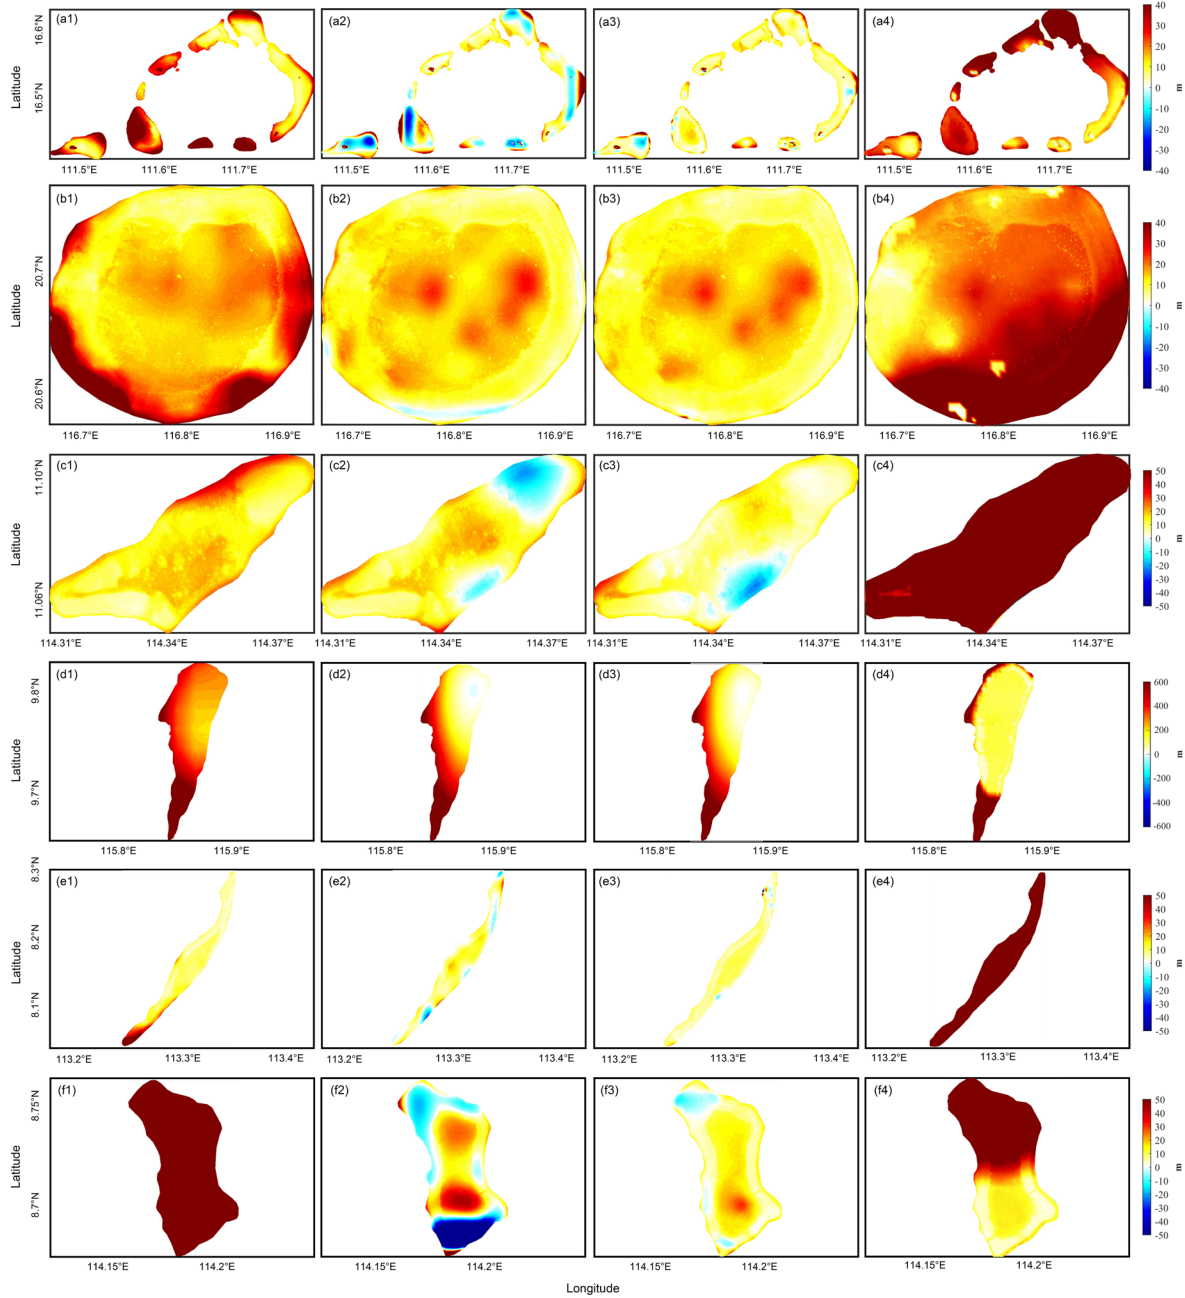 (a1) (a2) (a3) (a4)
Latitude 16.6°N 16.5°N
40 30 20 10 0 -10 -20 -30 -40 m
111.5°E 111.6°E 111.7°E 111.5°E 111.6°E 111.7°E 111.5°E 111.6°E 111.7°E 111.5°E 111.6°E 111.7°E
(b1) (b2) (b3) (b4)
Latitude 20.7°N 20.6°N
40 30 20 10 0 -10 -20 -30 -40 m
116.7°E 116.8°E 116.9°E 116.7°E 116.8°E 116.9°E 116.7°E 116.8°E 116.9°E 116.7°E 116.8°E 116.9°E
(c1) (c2) (c3) (c4)
Latitude 11.10°N 11.06°N
50 40 30 20 10 0 -10 -20 -30 -40 -50 m
114.31°E 114.34°E 114.37°E 114.31°E 114.34°E 114.37°E 114.31°E 114.34°E 114.37°E 114.31°E 114.34°E 114.37°E
(d1) (d2) (d3) (d4)
Latitude 9.8°N 9.7°N
600 400 200 0 -200 -400 -600 m
115.8°E 115.9°E 115.8°E 115.9°E 115.8°E 115.9°E 115.8°E 115.9°E
(e1) (e2) (e3) (e4)
Latitude 8.3°N 8.2°N 8.1°N
50 40 30 20 10 0 -10 -20 -30 -40 -50 m
113.2°E 113.3°E 113.4°E 113.2°E 113.3°E 113.4°E 113.2°E 113.3°E 113.4°E 113.2°E 113.3°E 113.4°E
(f1) (f2) (f3) (f4)
Latitude 8.75°N 8.7°N
50 40 30 20 10 0 -10 -20 -30 -40 -50 m
114.15°E 114.2°E 114.15°E 114.2°E 114.15°E 114.2°E 114.15°E 114.2°E
Longitude